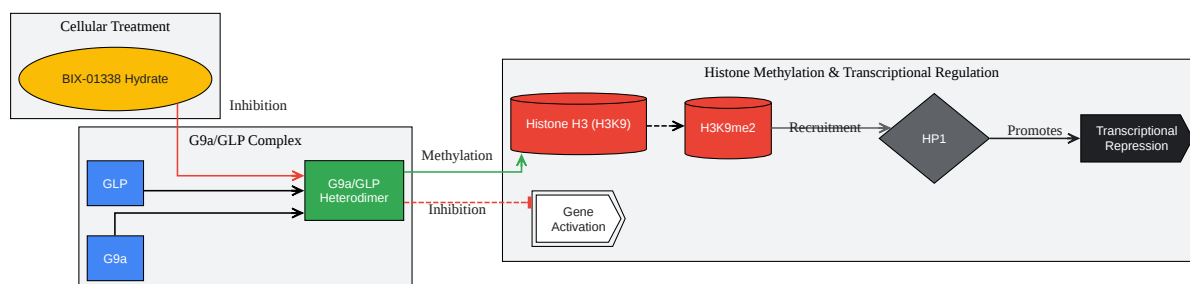 Cellular Treatment
BIX-01338 Hydrate
Inhibition
G9a/GLP Complex
GLP
G9a
G9a/GLP
Heterodimer
Methylation
Inhibition
Histone Methylation & Transcriptional Regulation
Histone H3 (H3K9)
H3K9me2
Recruitment
HP1
Promotes
Transcriptional
Repression
Gene
Activation